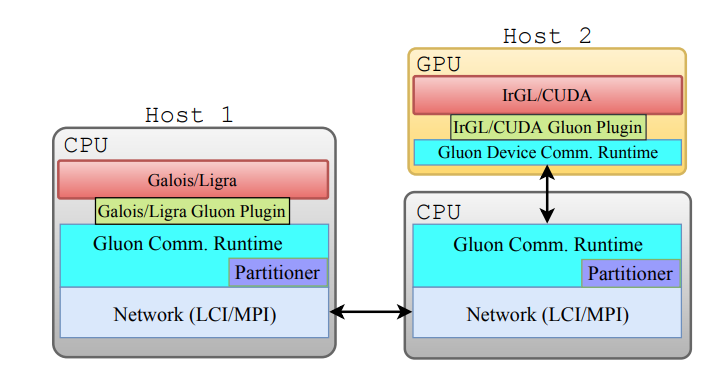 Host 1
CPU
Galois/Ligra
Galois/Ligra Gluon Plugin
Gluon Comm. Runtime
Partitioner
Network (LCI/MPI)
Host 2
GPU
IrGL/CUDA
IrGL/CUDA Gluon Plugin
Gluon Device Comm. Runtime
CPU
Gluon Comm. Runtime
Partitioner
Network (LCI/MPI)